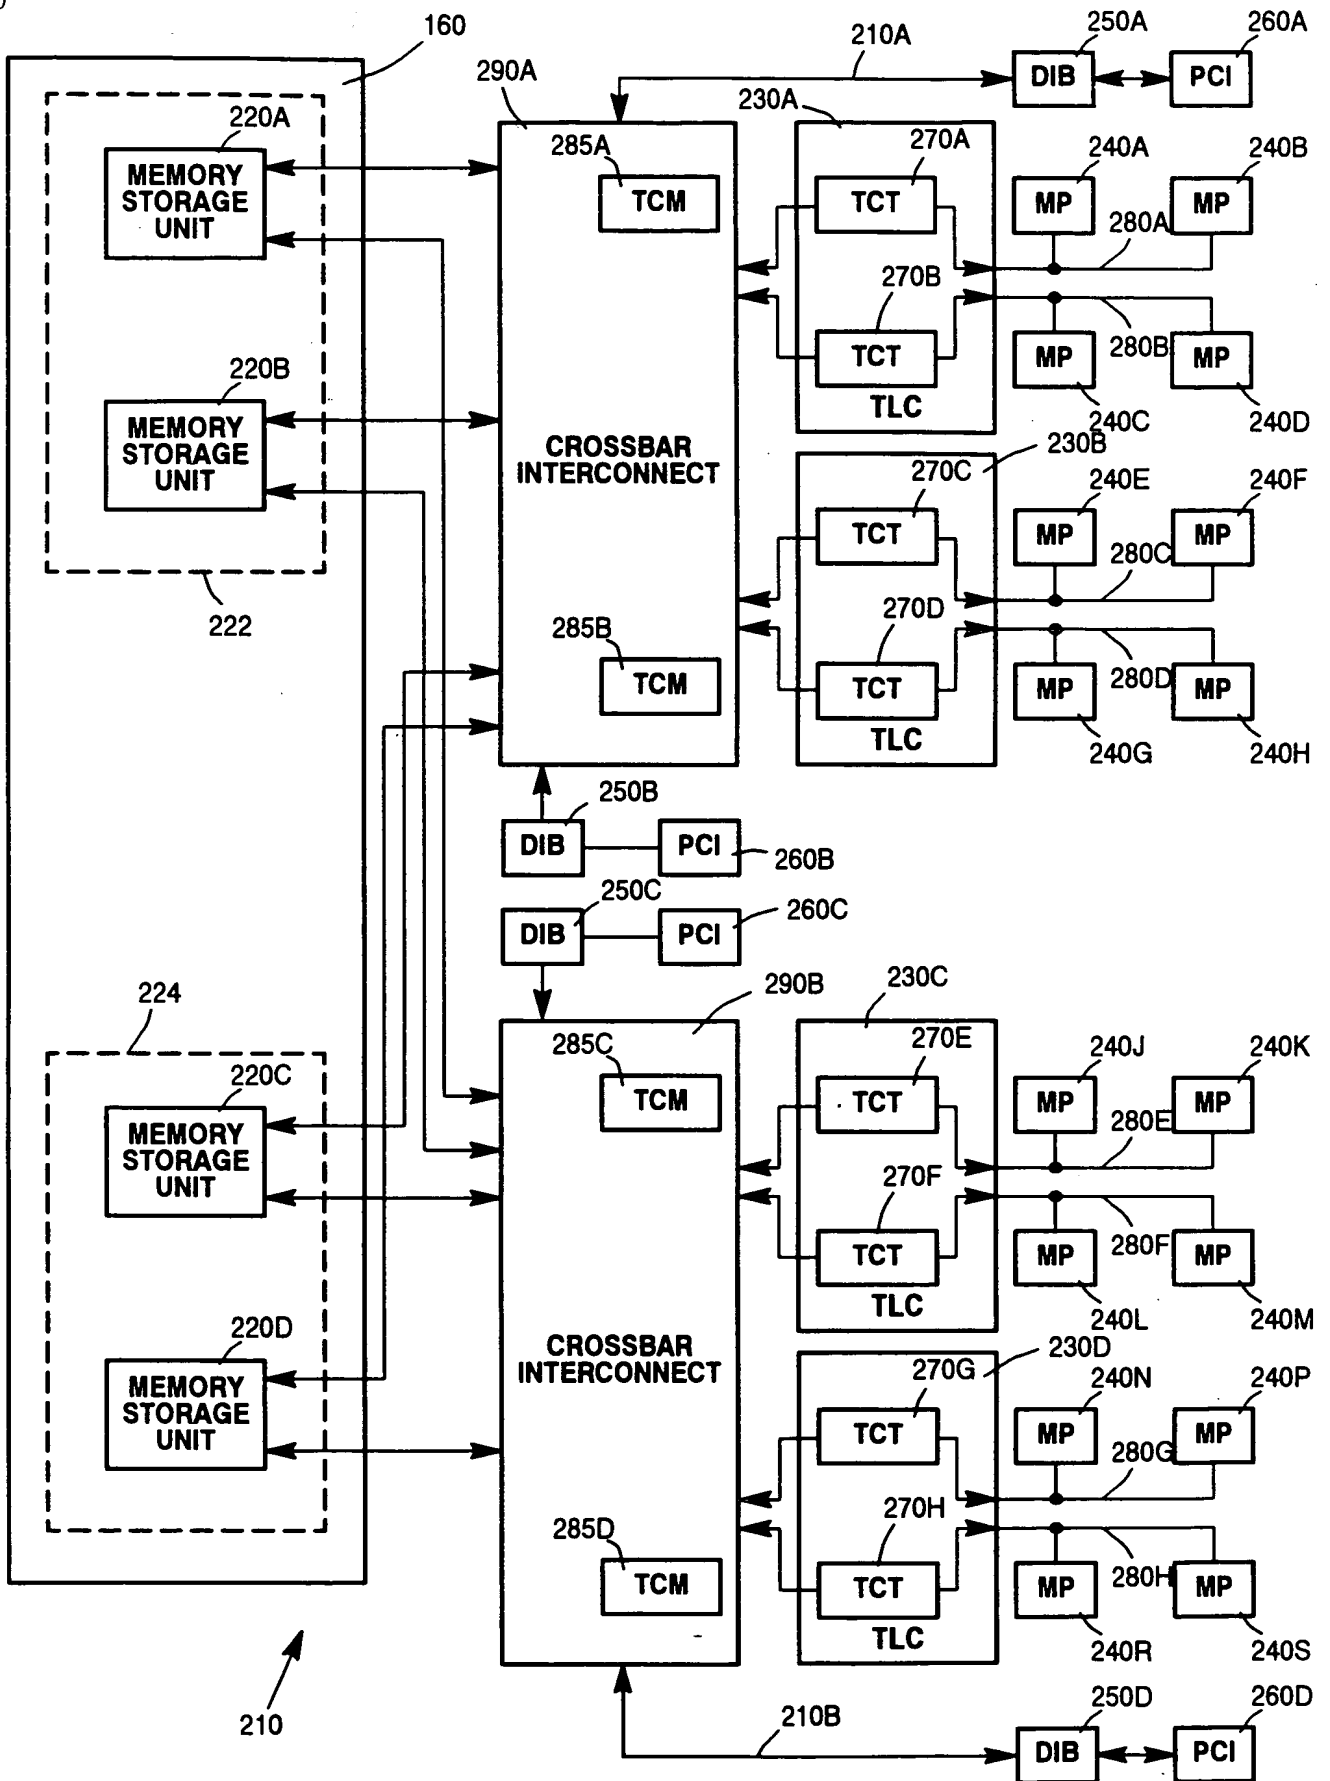 160
290A
210A
250A
260A
DIB
PCI
220A
MEMORY
STORAGE
UNIT
285A
TCM
230A
270A
TCT
240A
240B
MP
MP
280A
270B
TCT
TLC
280B
MP
MP
240C
240D
220B
MEMORY
STORAGE
UNIT
CROSSBAR
INTERCONNECT
230B
270C
TCT
240E
240F
MP
MP
280C
222
285B
TCM
270D
TCT
TLC
280D
MP
MP
240G
240H
250B
DIB
PCI
260B
250C
DIB
PCI
260C
224
290B
230C
220C
MEMORY
STORAGE
UNIT
285C
TCM
270E
TCT
240J
240K
MP
MP
280E
270F
TCT
TLC
280F
MP
MP
240L
240M
220D
MEMORY
STORAGE
UNIT
CROSSBAR
INTERCONNECT
230D
270G
TCT
240N
240P
MP
MP
280G
285D
TCM
270H
TCT
TLC
280H
MP
MP
240R
240S
210
210B
250D
260D
DIB
PCI